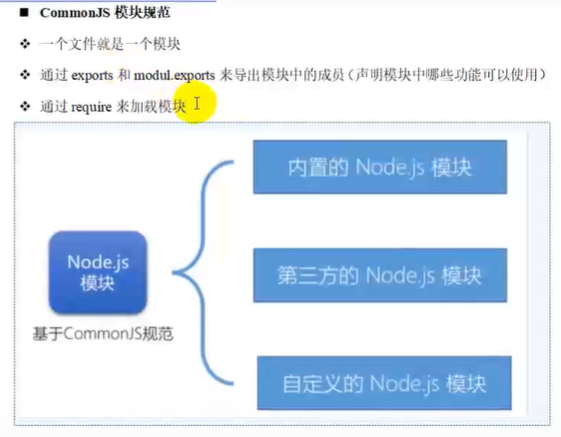 ■ CommonJS 模块规范
❖ 一个文件就是一个模块
❖ 通过 exports 和 modul.exports 来导出模块中的成员（声明模块中哪些功能可以使用）
❖ 通过 require 来加载模块
内置的 Node.js 模块
Node.js
模块
第三方的 Node.js 模块
基于CommonJS规范
自定义的 Node.js 模块